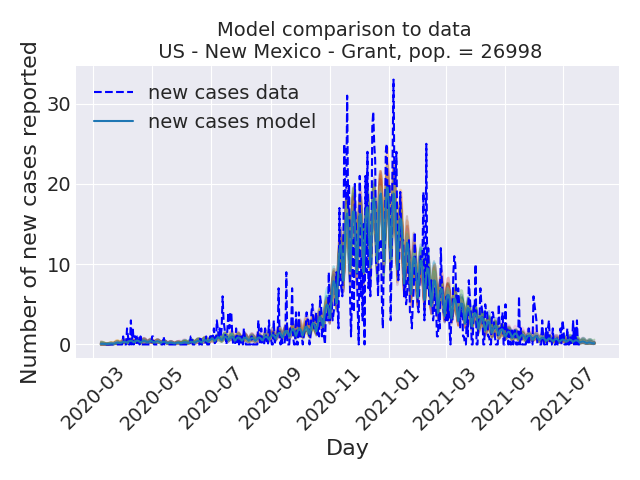 Model comparison to data
US - New Mexico - Grant, pop. = 26998
Number of new cases reported
30
20
10
0
new cases data
new cases model
2020-03
2020-05
2020-07
2020-09
2020-11
2021-01
2021-03
2021-05
2021-07
Day